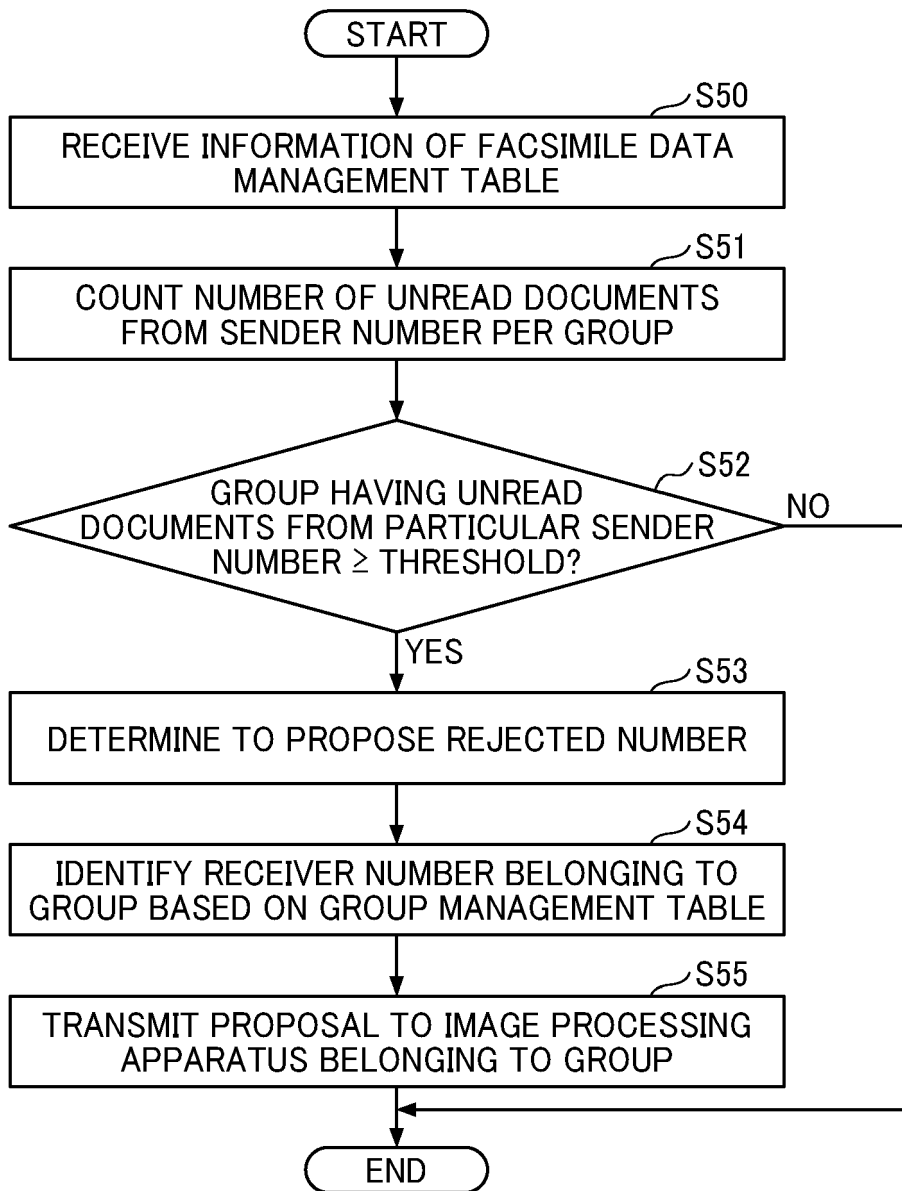 START
S50
RECEIVE INFORMATION OF FACSIMILE DATA
MANAGEMENT TABLE
S51
COUNT NUMBER OF UNREAD DOCUMENTS
FROM SENDER NUMBER PER GROUP
S52
GROUP HAVING UNREAD
DOCUMENTS FROM PARTICULAR SENDER
NUMBER ≥ THRESHOLD?
NO
YES
S53
DETERMINE TO PROPOSE REJECTED NUMBER
S54
IDENTIFY RECEIVER NUMBER BELONGING TO
GROUP BASED ON GROUP MANAGEMENT TABLE
S55
TRANSMIT PROPOSAL TO IMAGE PROCESSING
APPARATUS BELONGING TO GROUP
END